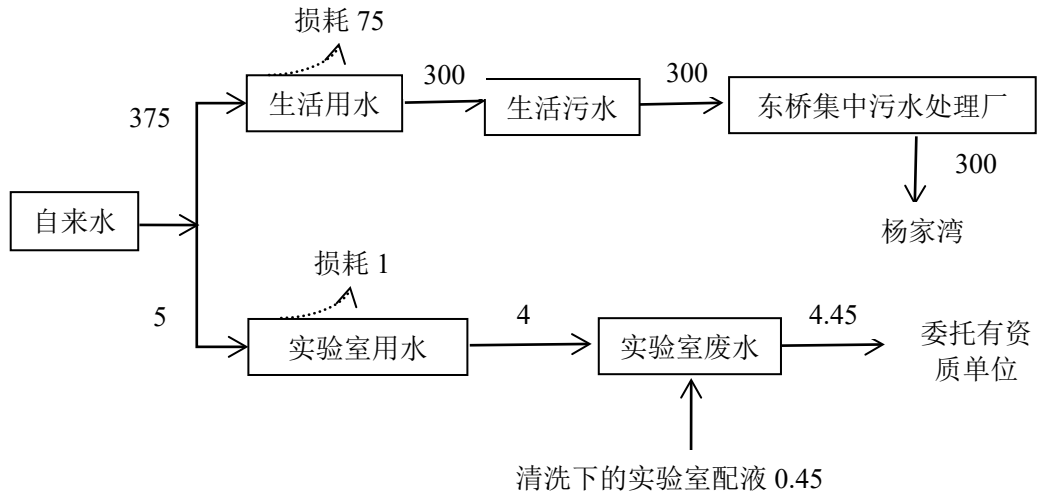 损耗 75
375
生活用水
300
生活污水
300
东桥集中污水处理厂
300
杨家湾
自来水
损耗 1
5
实验室用水
4
实验室废水
4.45
委托有资
质单位
清洗下的实验室配液 0.45